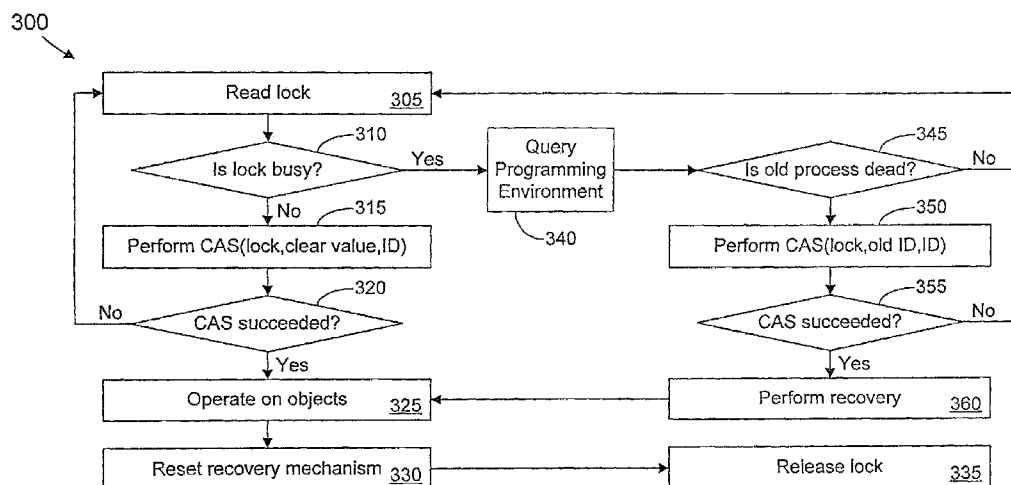 300
Read lock 305
310
Is lock busy?
Yes
No
Query
Programming
Environment
340
345
Is old process dead?
No
315
Perform CAS(lock,clear value,ID)
350
Perform CAS(lock,old ID,ID)
320
CAS succeeded?
No
Yes
355
CAS succeeded?
No
Yes
Operate on objects 325
Perform recovery 360
Reset recovery mechanism 330
Release lock 335